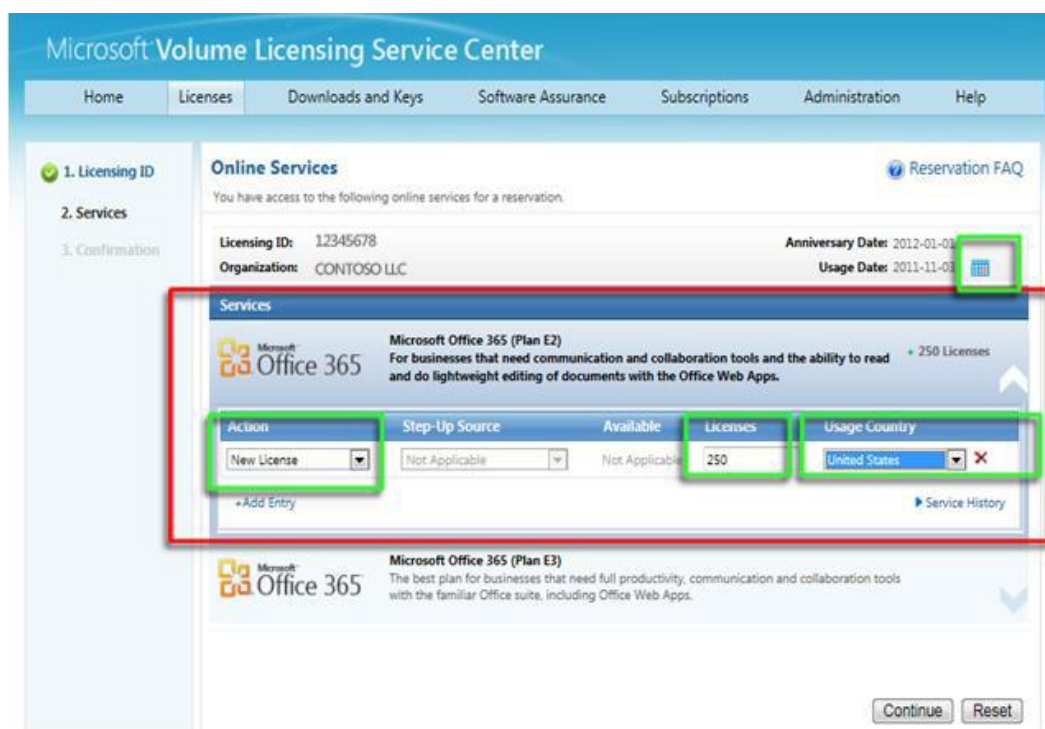 Microsoft Volume Licensing Service Center
Home Licenses Downloads and Keys Software Assurance Subscriptions Administration Help
1. Licensing ID
2. Services
3. Confirmation
Online Services
Reservation FAQ
You have access to the following online services for a reservation.
Licensing ID: 12345678
Anniversary Date: 2012-01-01
Organization: CONTOSO LLC
Usage Date: 2011-11-03
Services
Microsoft Office 365
Microsoft Office 365 (Plan E2)
For businesses that need communication and collaboration tools and the ability to read
and do lightweight editing of documents with the Office Web Apps.
+ 250 Licenses
Action Step-Up Source Available Licenses Usage Country
New License Not Applicable Not Applicable 250 United States
+Add Entry
Service History
Microsoft Office 365
Microsoft Office 365 (Plan E3)
The best plan for businesses that need full productivity, communication and collaboration tools
with the familiar Office suite, including Office Web Apps.
Continue Reset